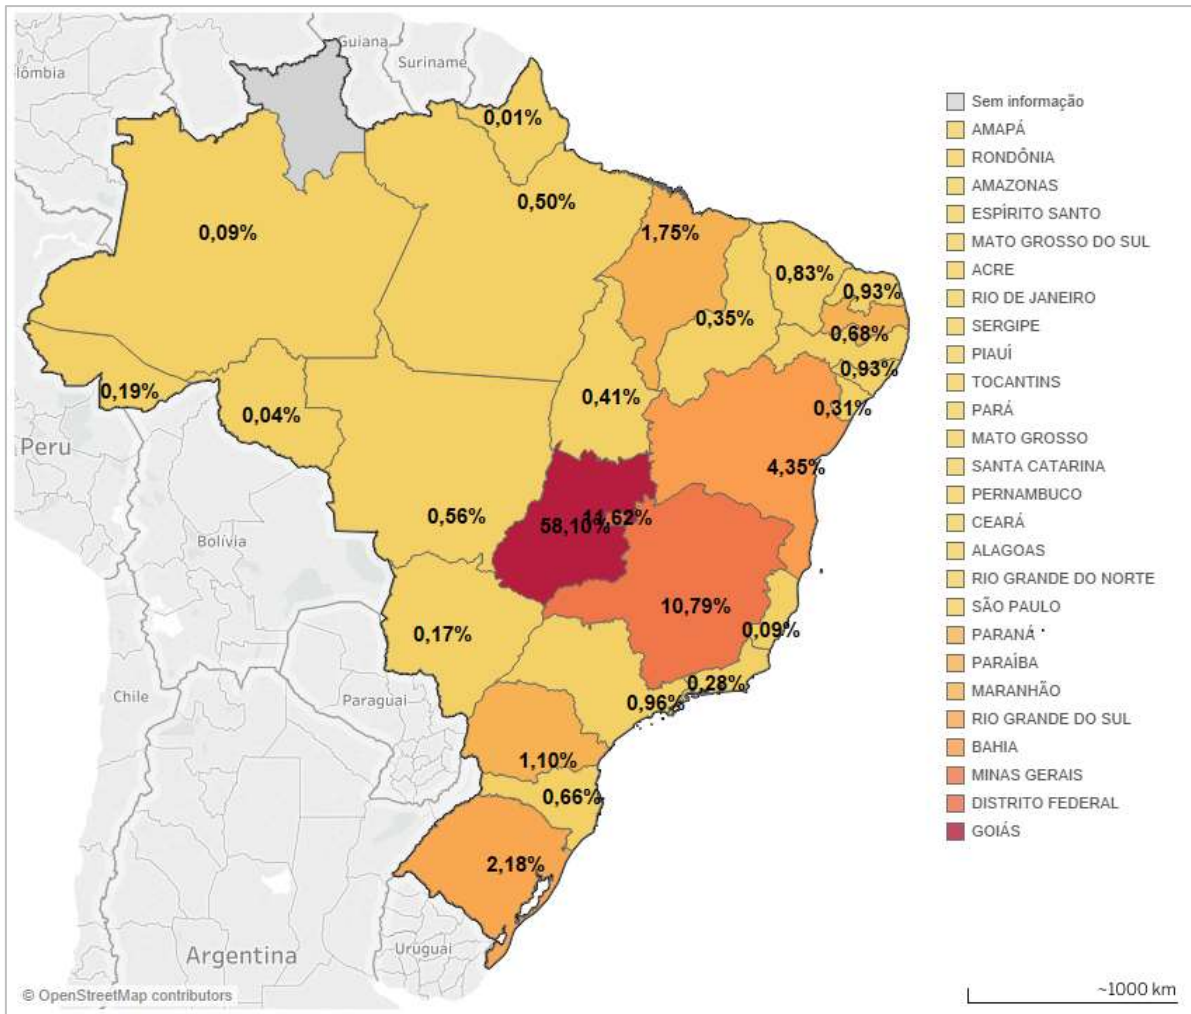 Guiana
Suriname
lômbia
0,01%
0,50%
0,09%
1,75%
0,83%
0,93%
0,35%
0,68%
0,93%
0,19%
0,04%
0,41%
0,31%
Peru
4,35%
0,56%
58,10%
11,62%
Bolívia
10,79%
0,17%
0,09%
0,28%
0,96%
Chile
Paraguai
1,10%
0,66%
2,18%
Argentina
Uruguai
© OpenStreetMap contributors
Sem informação
AMAPÁ
RONDÔNIA
AMAZONAS
ESPÍRITO SANTO
MATO GROSSO DO SUL
ACRE
RIO DE JANEIRO
SERGIPE
PIAUÍ
TOCANTINS
PARÁ
MATO GROSSO
SANTA CATARINA
PERNAMBUCO
CEARÁ
ALAGOAS
RIO GRANDE DO NORTE
SÃO PAULO
PARANÁ
PARAÍBA
MARANHÃO
RIO GRANDE DO SUL
BAHIA
MINAS GERAIS
DISTRITO FEDERAL
GOIÁS
~1000 km